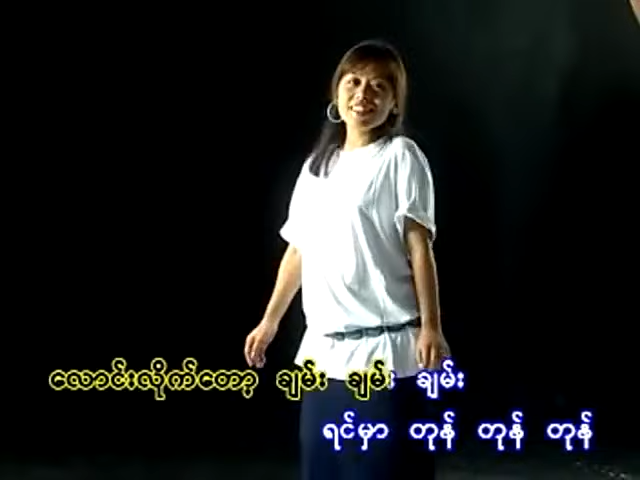 လောင်းလိုက်တော့ ချမ်း ချမ်း ချမ်း
ရင်မှာ တုန် တုန် တုန်